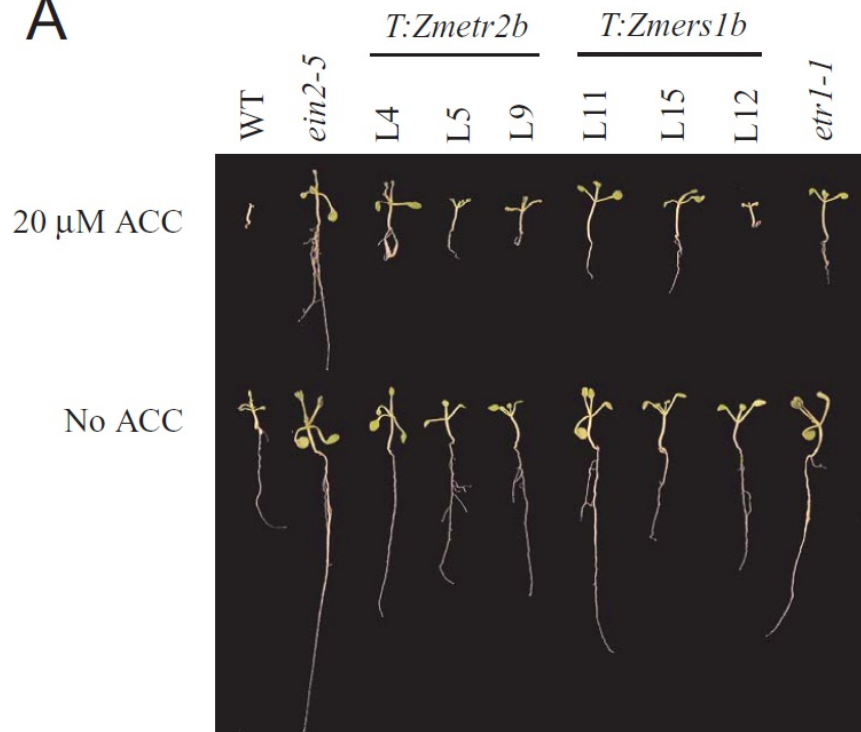 A
T:Zmetr2b T:Zmers1b
WT ein2-5 L4 L5 L9 L11 L15 L12 etr1-1
20 µM ACC
No ACC